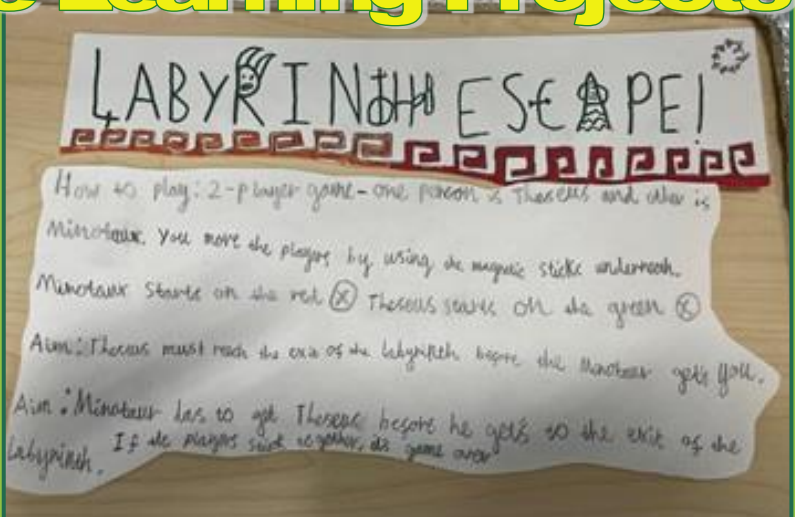 Learning Projects
LABYRINTH ESCAPE!
How to play: 2-player game - one person is Theseus and other is
Minotaur. You move the players by using the magnetic sticks underneath.
Minotaur starts on the red X Theseus starts on the green X
Aim: Theseus must reach the exit of the labyrinth before the Minotaur gets you.
Aim: Minotaur has to get Theseus before he gets to the exit of the
labyrinth. If the players stick together, its game over